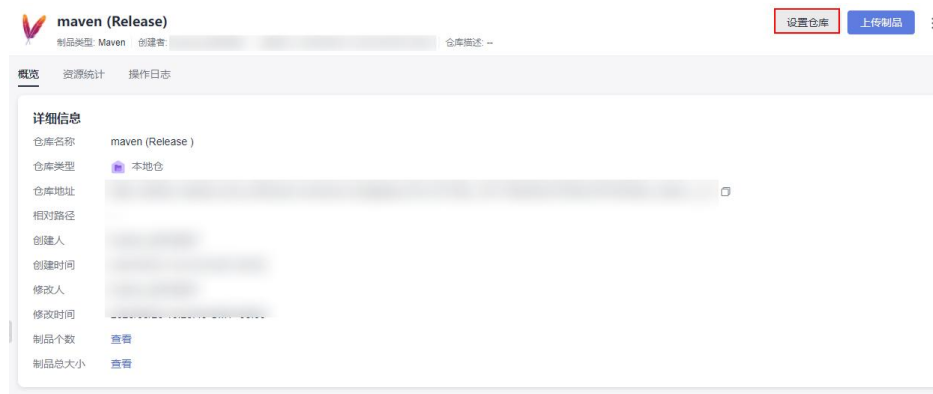 maven (Release)
设置仓库
上传制品
制品类型: Maven 创建者:
仓库描述: --
概览 资源统计 操作日志
详细信息
仓库名称 maven (Release )
仓库类型 本地仓
仓库地址
相对路径
创建人
创建时间
修改人
修改时间
制品个数 查看
制品总大小 查看